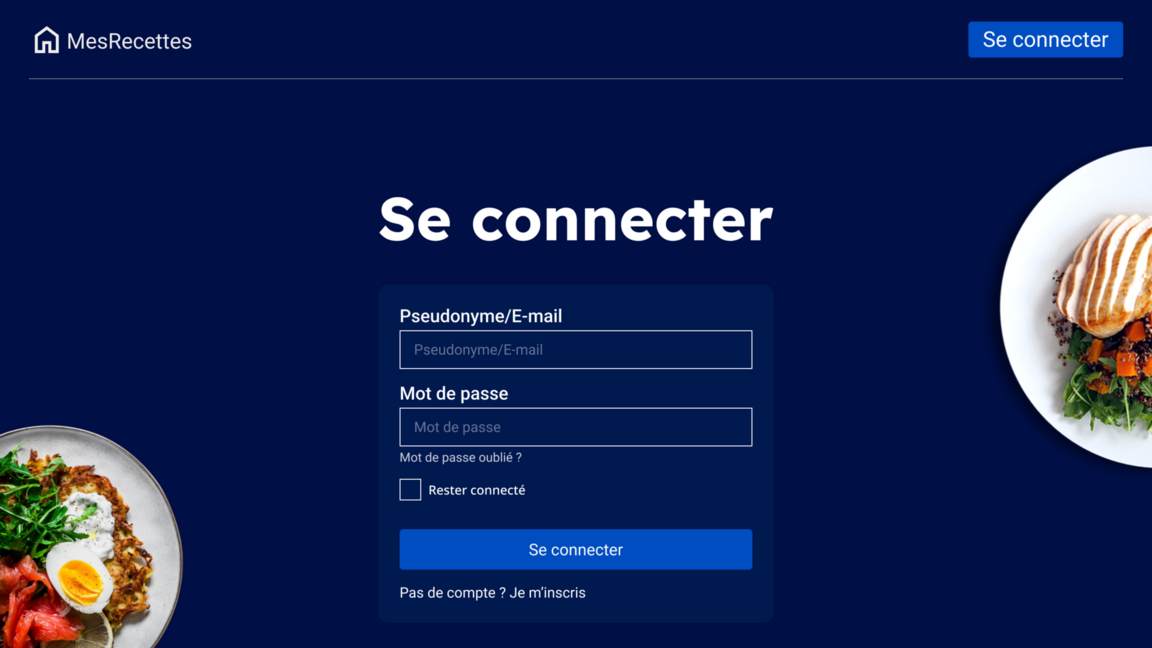 MesRecettes
Se connecter
Se connecter
Pseudonyme/E-mail
Pseudonyme/E-mail
Mot de passe
Mot de passe
Mot de passe oublié ?
Rester connecté
Se connecter
Pas de compte ? Je m’inscris